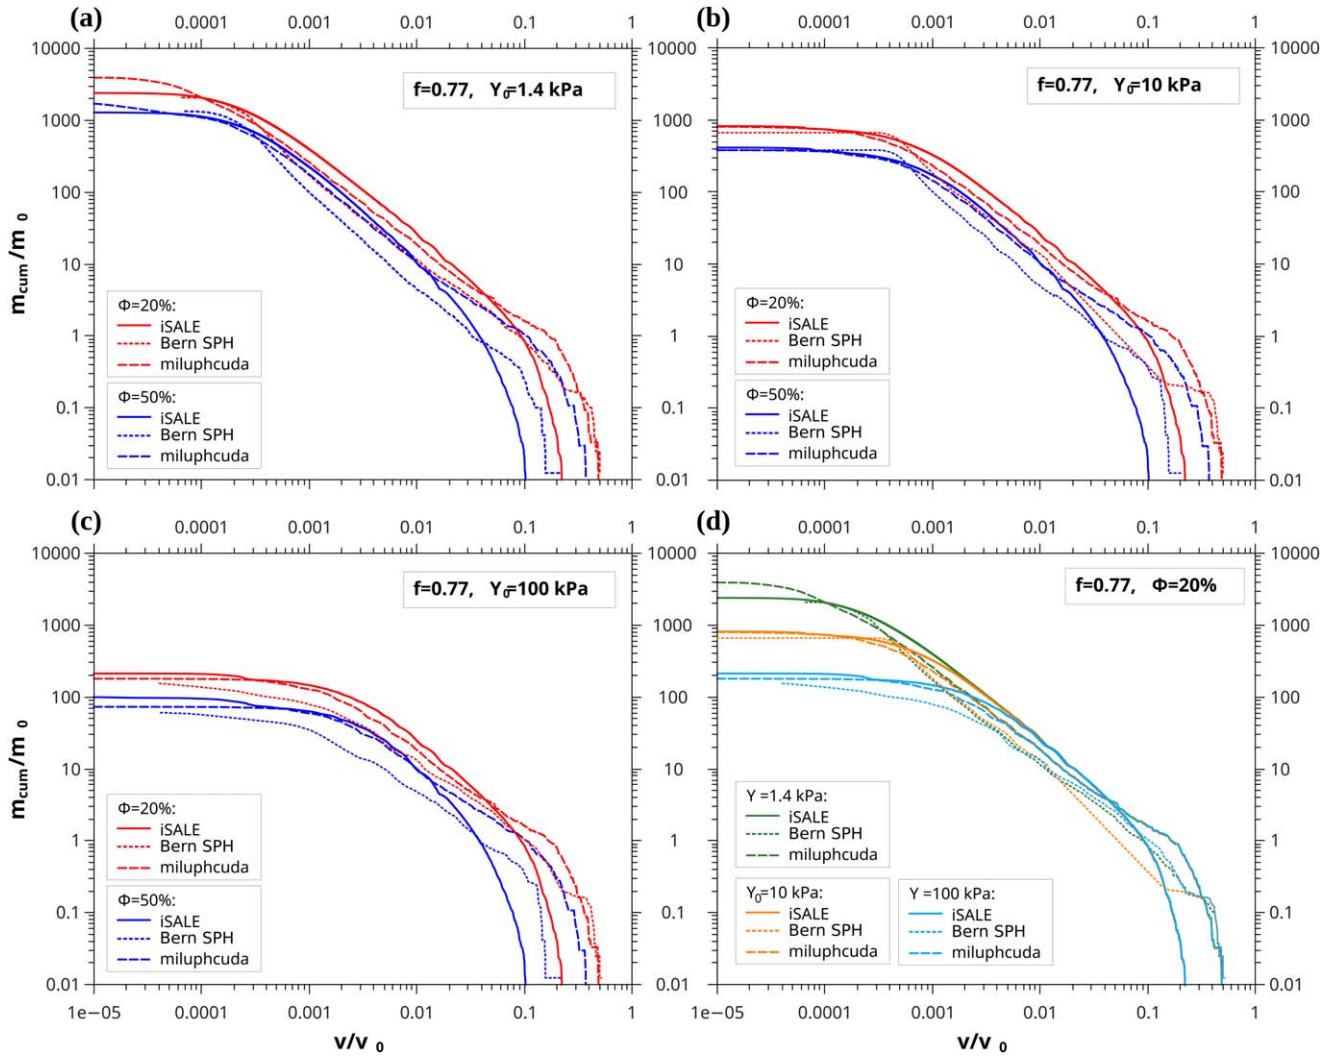 (a)
0.0001 0.001 0.01 0.1 1
(b)
0.0001 0.001 0.01 0.1 1
10000
1000
100
10
1
0.1
0.01
m cum /m 0
f=0.77, Y0=1.4 kPa
Φ=20%:
iSALE
Bern SPH
miluphcuda
Φ=50%:
iSALE
Bern SPH
miluphcuda
f=0.77, Y0=10 kPa
Φ=20%:
iSALE
Bern SPH
miluphcuda
Φ=50%:
iSALE
Bern SPH
miluphcuda
10000
1000
100
10
1
0.1
0.01
(c)
0.0001 0.001 0.01 0.1 1
(d)
0.0001 0.001 0.01 0.1 1
10000
1000
100
10
1
0.1
0.01
m cum /m 0
f=0.77, Y0=100 kPa
Φ=20%:
iSALE
Bern SPH
miluphcuda
Φ=50%:
iSALE
Bern SPH
miluphcuda
1e-05 0.0001 0.001 0.01 0.1 1
v/v 0
f=0.77, Φ=20%
Y =1.4 kPa:
iSALE
Bern SPH
miluphcuda
Y0=10 kPa:
iSALE
Bern SPH
miluphcuda
Y =100 kPa:
iSALE
Bern SPH
miluphcuda
10000
1000
100
10
1
0.1
0.01
1e-05 0.0001 0.001 0.01 0.1 1
v/v 0